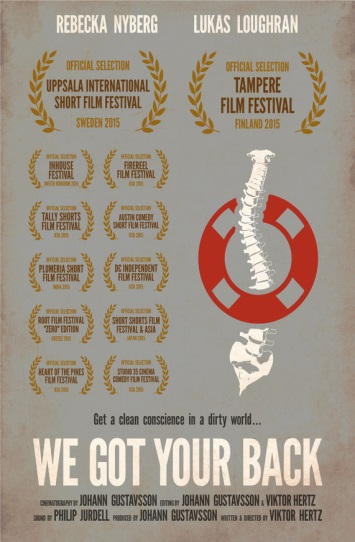 REBECKA NYBERG LUKAS LOUGHRAN
OFFICIAL SELECTION
UPPSALA INTERNATIONAL
SHORT FILM FESTIVAL
SWEDEN 2015
OFFICIAL SELECTION
TAMPERE
FILM FESTIVAL
FINLAND 2015
OFFICIAL SELECTION
INHOUSE
FESTIVAL
UNITED KINGDOM 2015
OFFICIAL SELECTION
FIREREEL
FILM FESTIVAL
USA 2015
OFFICIAL SELECTION
TALLY SHORTS
FILM FESTIVAL
USA 2015
OFFICIAL SELECTION
AUSTIN COMEDY
SHORT FILM FESTIVAL
USA 2015
OFFICIAL SELECTION
PLOMERIA SHORT
FILM FESTIVAL
INDIA 2015
OFFICIAL SELECTION
DC INDEPENDENT
FILM FESTIVAL
USA 2015
OFFICIAL SELECTION
ROOT FILM FESTIVAL
"ZERO" EDITION
GREECE 2015
OFFICIAL SELECTION
SHORT SHORTS FILM
FESTIVAL & ASIA
JAPAN 2015
OFFICIAL SELECTION
HEART OF THE PINES
FILM FESTIVAL
USA 2015
OFFICIAL SELECTION
STUDIO 35 CINEMA
COMEDY FILM FESTIVAL
USA 2015
Get a clean conscience in a dirty world...
WE GOT YOUR BACK
CINEMATOGRAPHY BY JOHANN GUSTAVSSON EDITING BY JOHANN GUSTAVSSON & VIKTOR HERTZ
SOUND BY PHILIP JURDELL PRODUCED BY JOHANN GUSTAVSSON WRITTEN & DIRECTED BY VIKTOR HERTZ